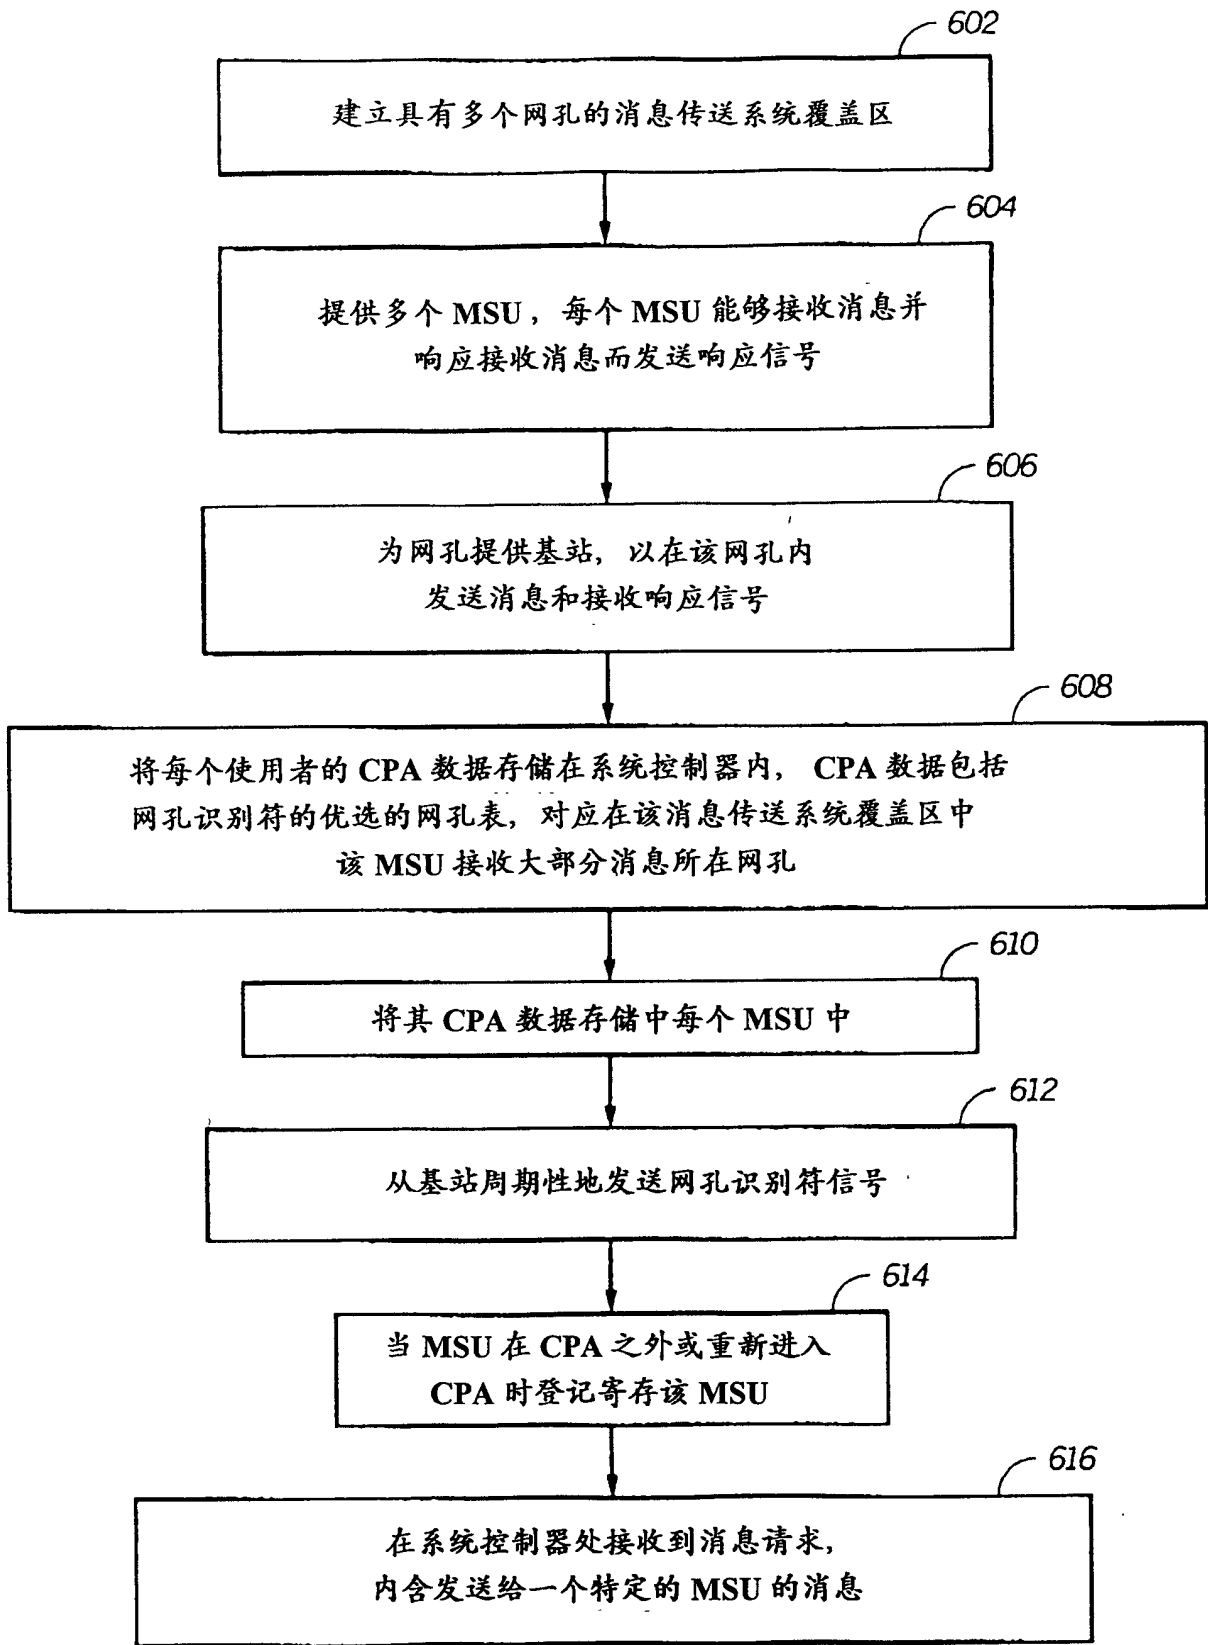 602
建立具有多个网孔的消息传送系统覆盖区
604
提供多个 MSU，每个 MSU 能够接收消息并
响应接收消息而发送响应信号
606
为网孔提供基站，以在该网孔内
发送消息和接收响应信号
608
将每个使用者的 CPA 数据存储在系统控制器内， CPA 数据包括
网孔识别符的优选的网孔表，对应在该消息传送系统覆盖区中
该 MSU 接收大部分消息所在网孔
610
将其 CPA 数据存储中每个 MSU 中
612
从基站周期性地发送网孔识别符信号
614
当 MSU 在 CPA 之外或重新进入
CPA 时登记寄存该 MSU
616
在系统控制器处接收到消息请求，
内含发送给一个特定的 MSU 的消息